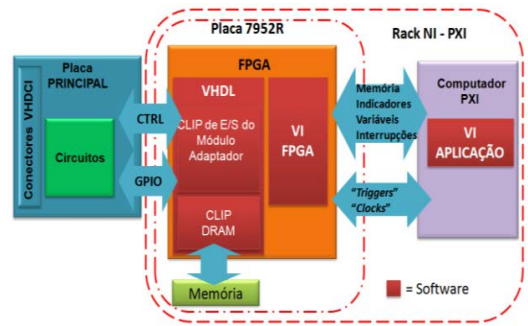 Placa 7952R
Rack NI - PXI
Placa
PRINCIPAL
Conectores VHDCI
Circuitos
CTRL
GPIO
FPGA
VHDL
CLIP de E/S do
Módulo
Adaptador
CLIP
DRAM
VI
FPGA
Memória
Memória
Indicadores
Variáveis
Interrupções
"Triggers"
"Clocks"
Computador
PXI
VI
APLICAÇÃO
= Software